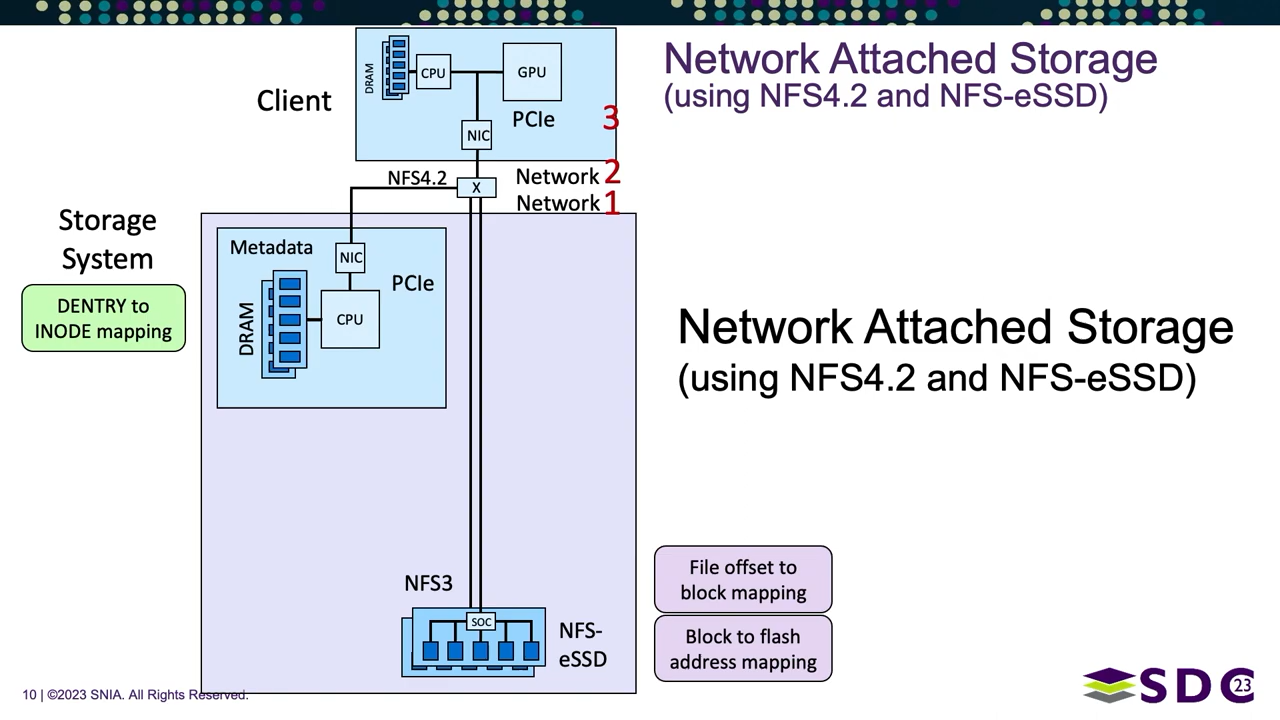 Network Attached Storage
(using NFS4.2 and NFS-eSSD)
Client
DRAM
CPU
GPU
PCIe
3
NIC
NFS4.2
X
Network 2
Network 1
Storage
System
Metadata
NIC
PCIe
DRAM
CPU
DENTRY to
INODE mapping
Network Attached Storage
(using NFS4.2 and NFS-eSSD)
NFS3
SOC
NFS-
eSSD
File offset to
block mapping
Block to flash
address mapping
10 | ©2023 SNIA. All Rights Reserved.
SDC 23